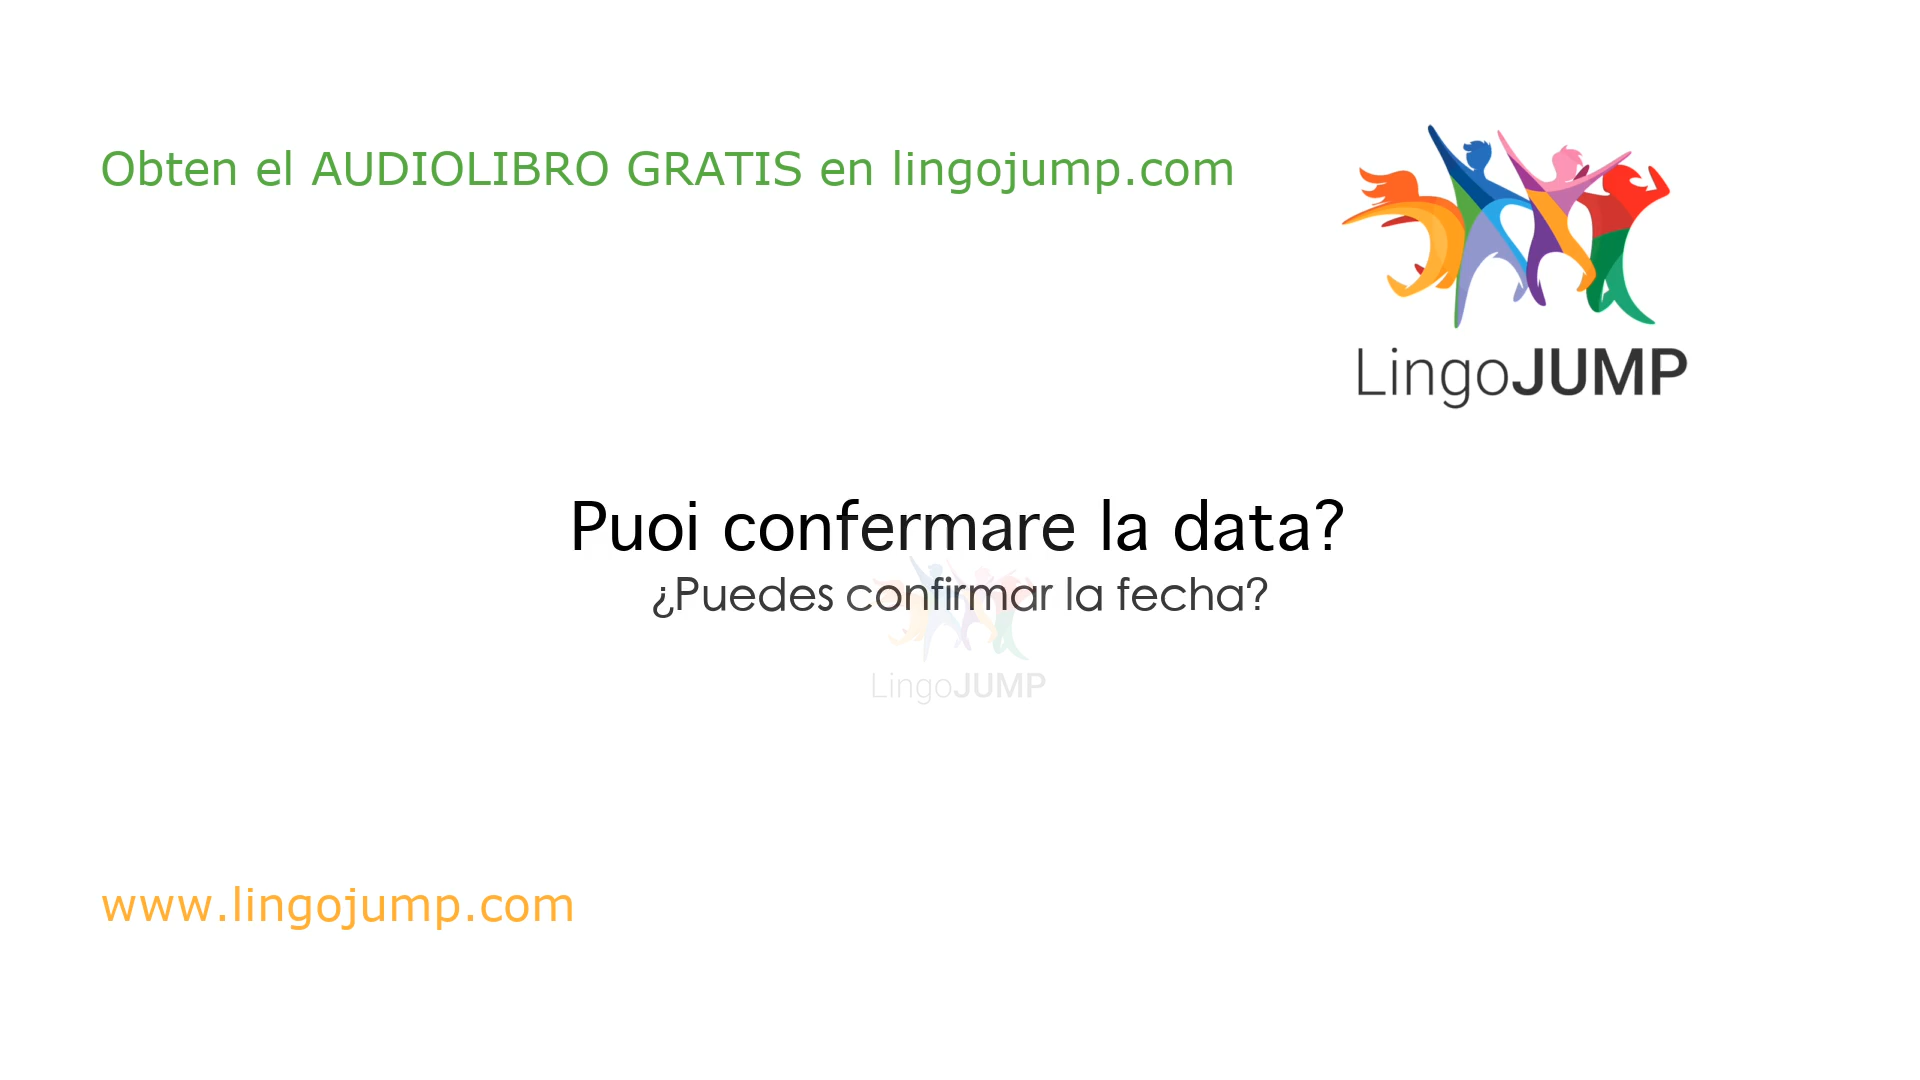 Obten el AUDIOLIBRO GRATIS en lingojump.com
LingoJUMP
Puoi confermare la data?
¿Puedes confirmar la fecha?
LingoJUMP
www.lingojump.com